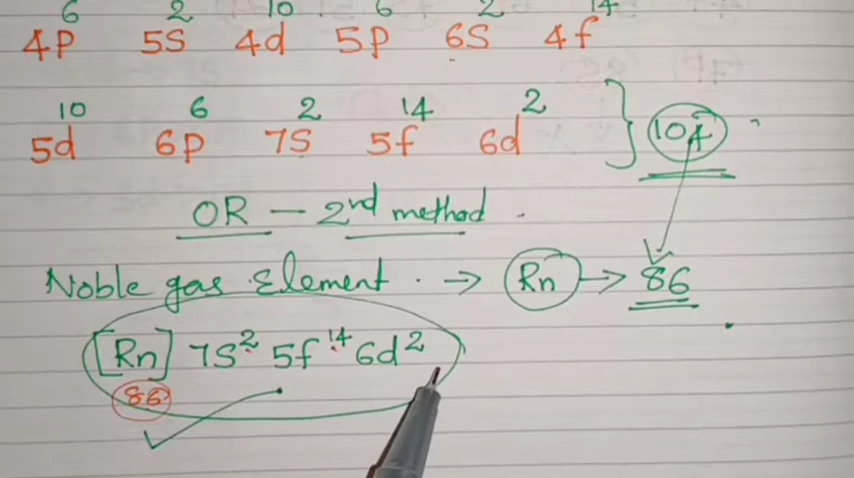 4p⁶ 5s² 4d¹⁰ 5p⁶ 6s² 4f¹⁴
5d¹⁰ 6p⁶ 7s² 5f¹⁴ 6d² } 104
OR — 2nd method
Noble gas Element → Rn → 86
[Rn] 7s² 5f¹⁴ 6d²
86